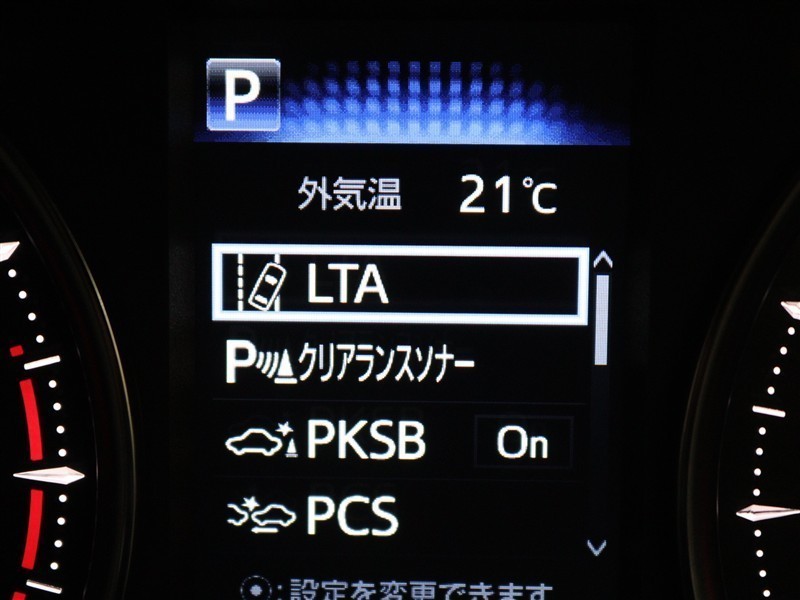 P
外気温 21℃
LTA
P クリアランスソナー
PKSB On
PCS
:設定を変更できます